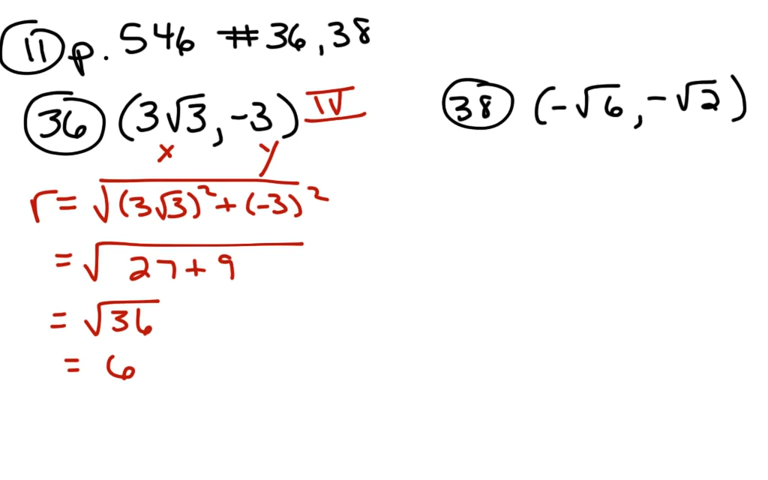 11 p. 546 #36,38
36 (3√3, -3) IV
x y
r = √(3√3)² + (-3)²
= √27 + 9
= √36
= 6
38 (-√6, -√2)